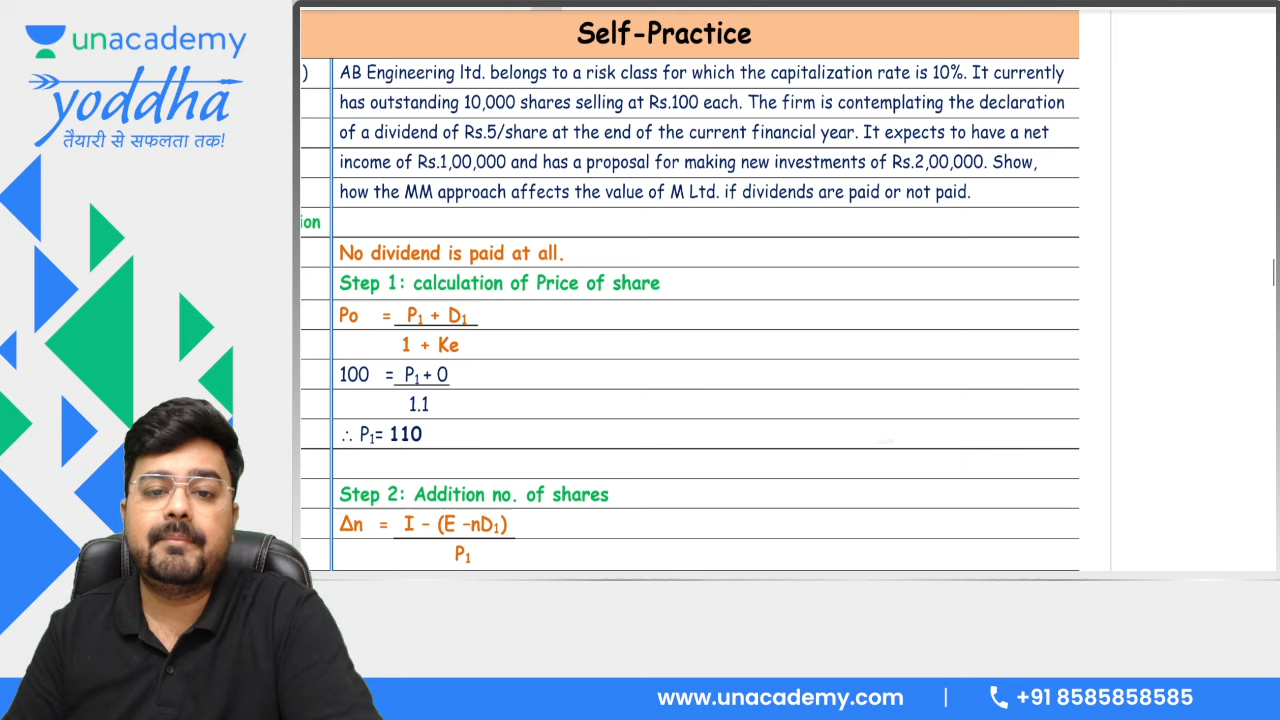 unacademy
yoddha
तैयारी से सफलता तक!
Self-Practice
) AB Engineering ltd. belongs to a risk class for which the capitalization rate is 10%. It currently
has outstanding 10,000 shares selling at Rs.100 each. The firm is contemplating the declaration
of a dividend of Rs.5/share at the end of the current financial year. It expects to have a net
income of Rs.1,00,000 and has a proposal for making new investments of Rs.2,00,000. Show,
how the MM approach affects the value of M Ltd. if dividends are paid or not paid.
ion
No dividend is paid at all.
Step 1: calculation of Price of share
Po = P₁ + D₁
1 + Ke
100 = P₁ + 0
1.1
∴ P₁= 110
Step 2: Addition no. of shares
Δn = I – (E –nD₁)
P₁
www.unacademy.com | +91 8585858585